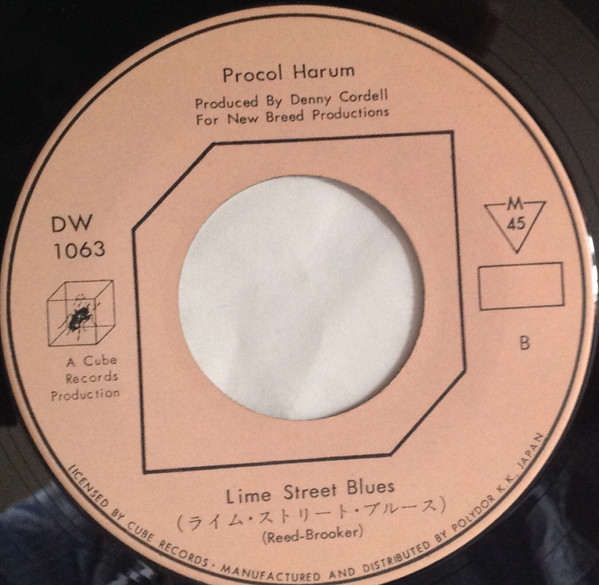 Procol Harum
Produced By Denny Cordell
For New Breed Productions
DW
1063
M
45
A Cube
Records
Production
B
Lime Street Blues
(ライム・ストリート・ブルース)
(Reed-Brooker)
LICENSED BY CUBE RECORDS · MANUFACTURED AND DISTRIBUTED BY POLYDOR K.K., JAPAN